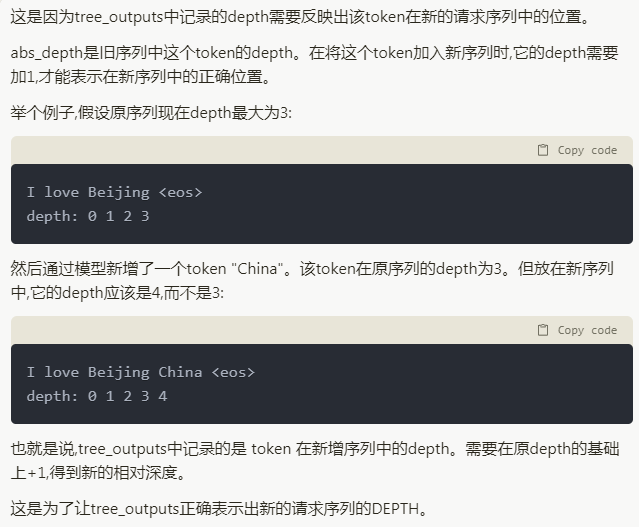 这是因为tree_outputs中记录的depth需要反映出该token在新的请求序列中的位置。
abs_depth是旧序列中这个token的depth。在将这个token加入新序列时,它的depth需要
加1,才能表示在新序列中的正确位置。
举个例子,假设原序列现在depth最大为3:
Copy code
I love Beijing <eos>
depth: 0 1 2 3
然后通过模型新增了一个token "China"。该token在原序列的depth为3。但放在新序列
中,它的depth应该是4,而不是3:
Copy code
I love Beijing China <eos>
depth: 0 1 2 3 4
也就是说,tree_outputs中记录的是 token 在新增序列中的depth。需要在原depth的基础
上+1,得到新的相对深度。
这是为了让tree_outputs正确表示出新的请求序列的DEPTH。